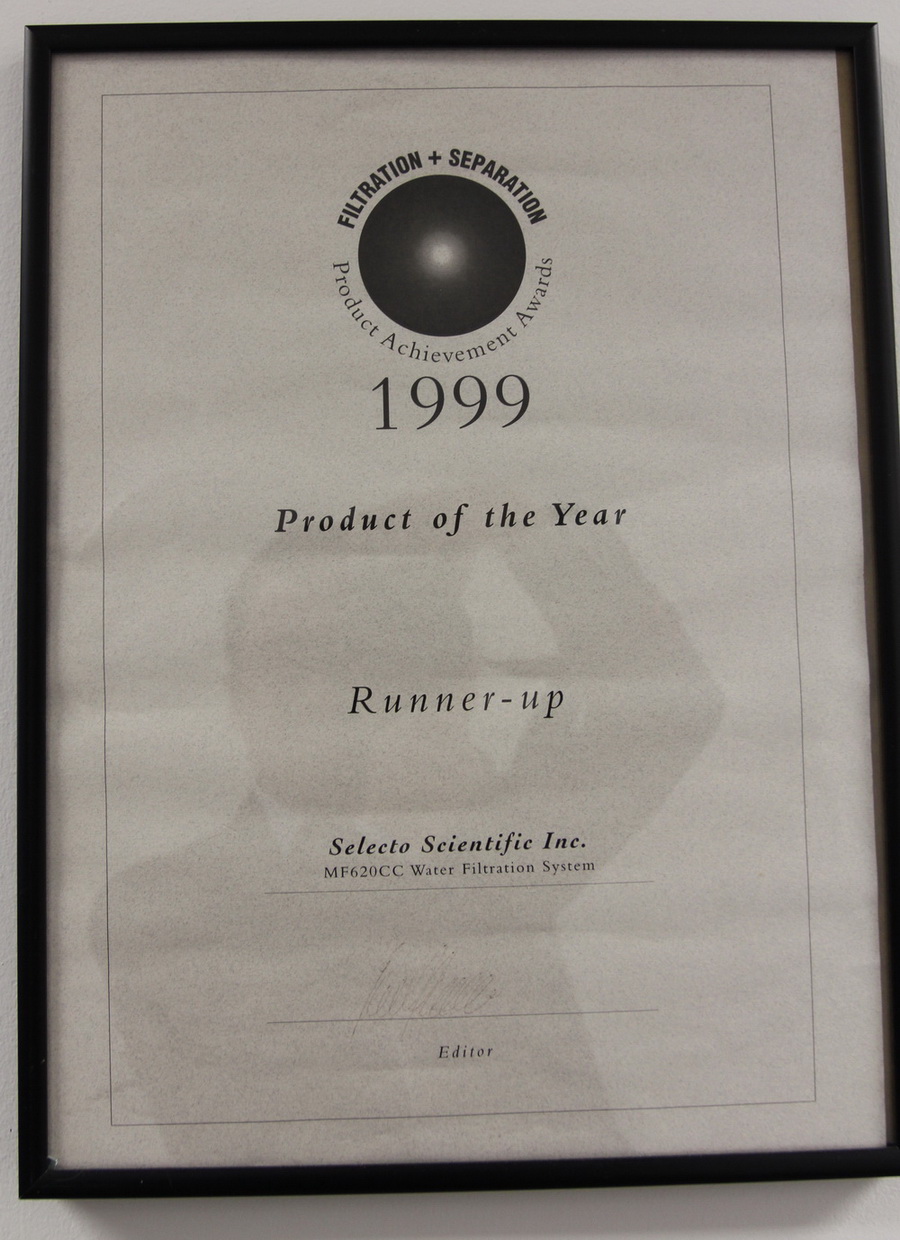 FILTRATION + SEPARATION
Product Achievement Awards
1999
Product of the Year
Runner-up
Selecto Scientific Inc.
MF620CC Water Filtration System
Editor